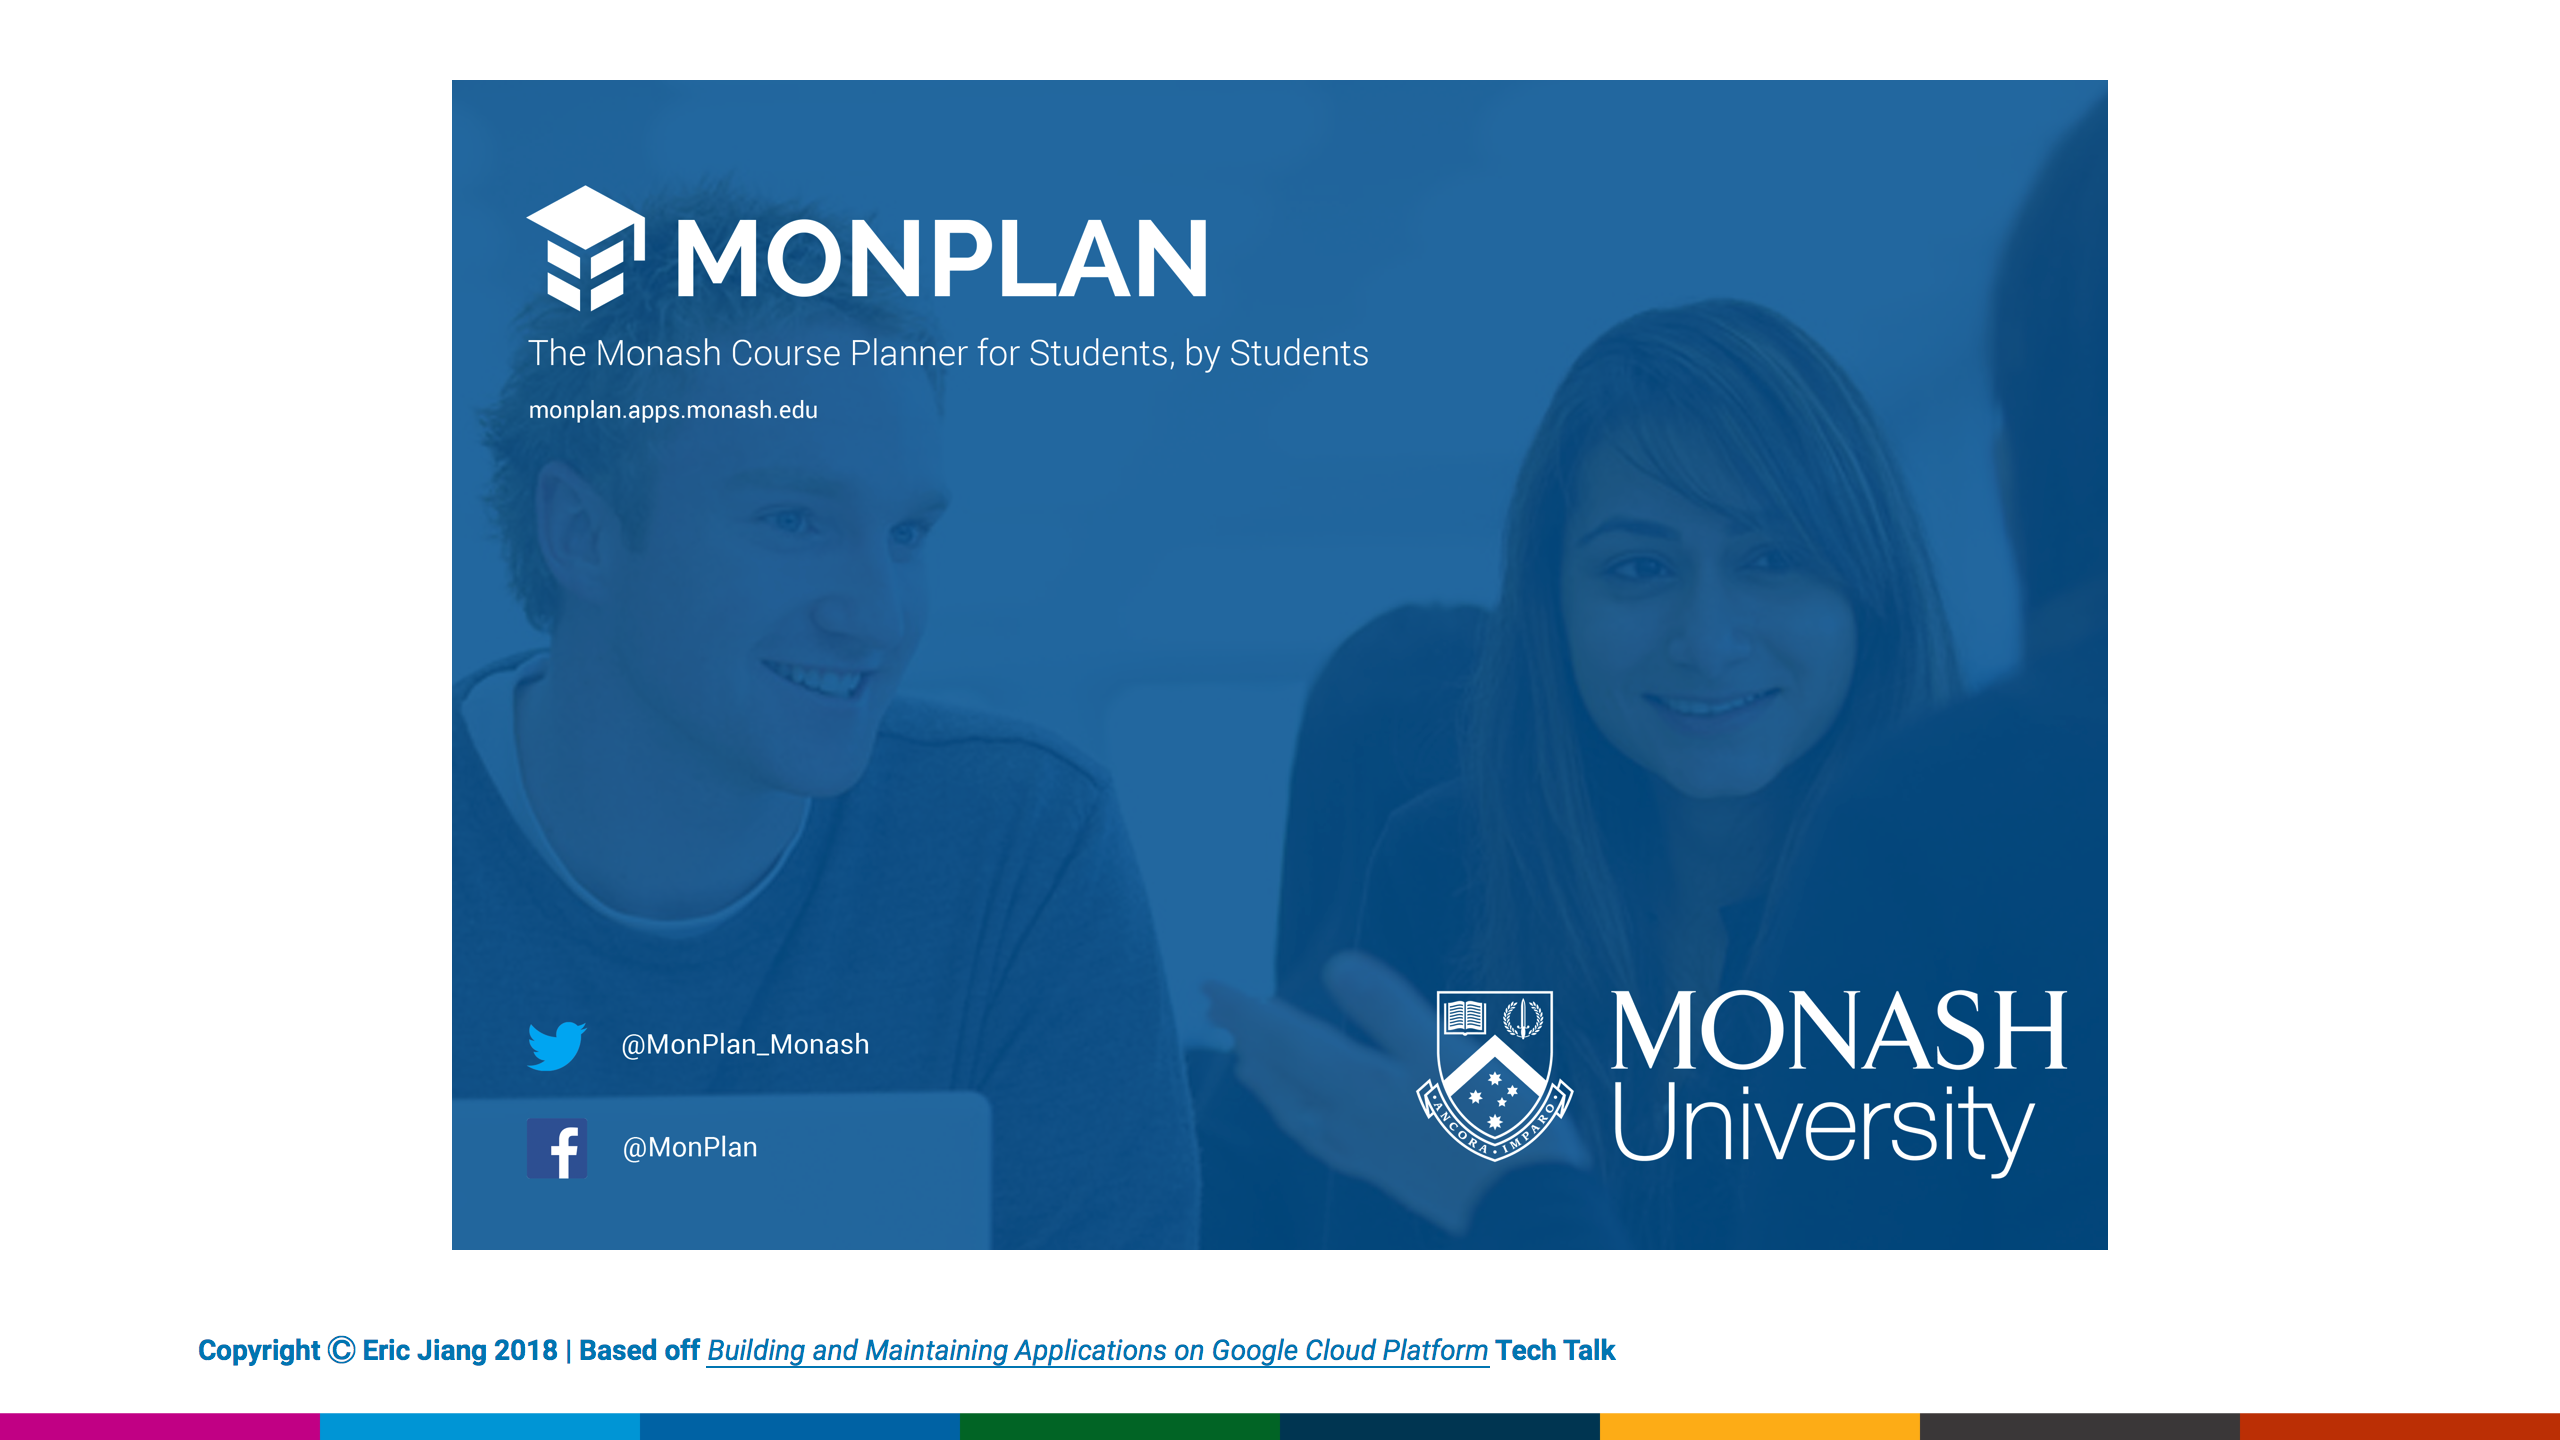 MONPLAN
The Monash Course Planner for Students, by Students
monplan.apps.monash.edu
@MonPlan_Monash
@MonPlan
ANCORA · IMPARO
MONASH
University
Copyright © Eric Jiang 2018 | Based off Building and Maintaining Applications on Google Cloud Platform Tech Talk